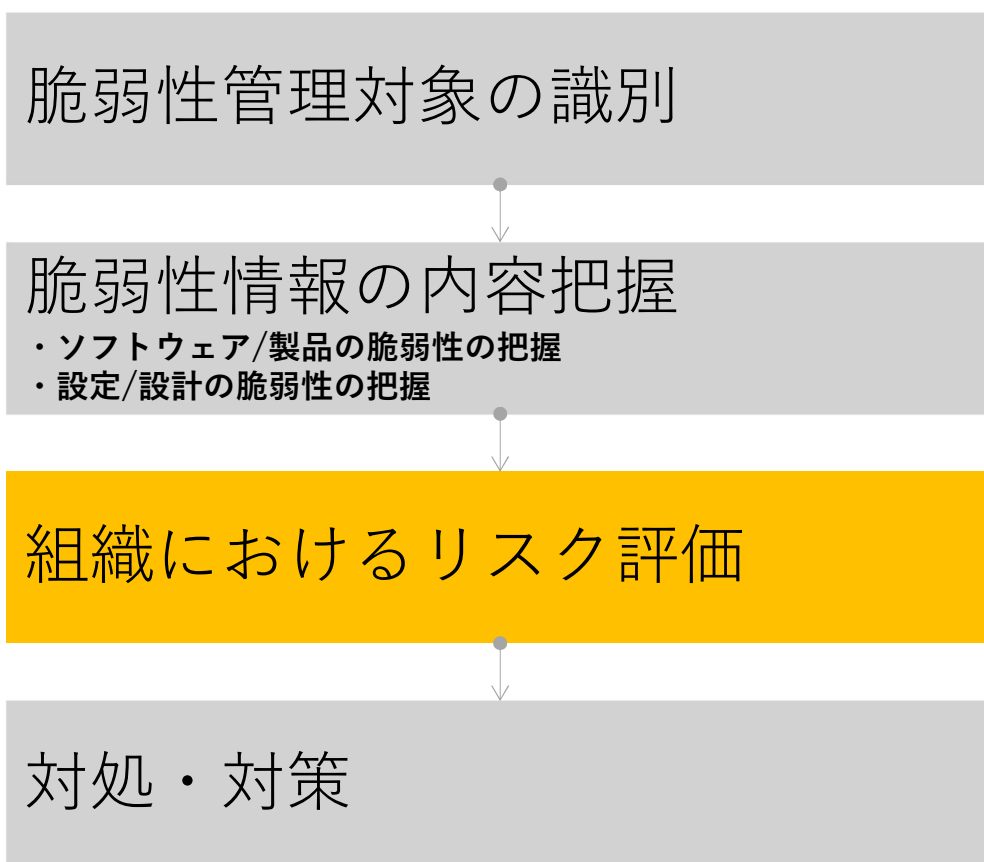 脆弱性管理対象の識別
脆弱性情報の内容把握
・ソフトウェア/製品の脆弱性の把握
・設定/設計の脆弱性の把握
組織におけるリスク評価
対処・対策